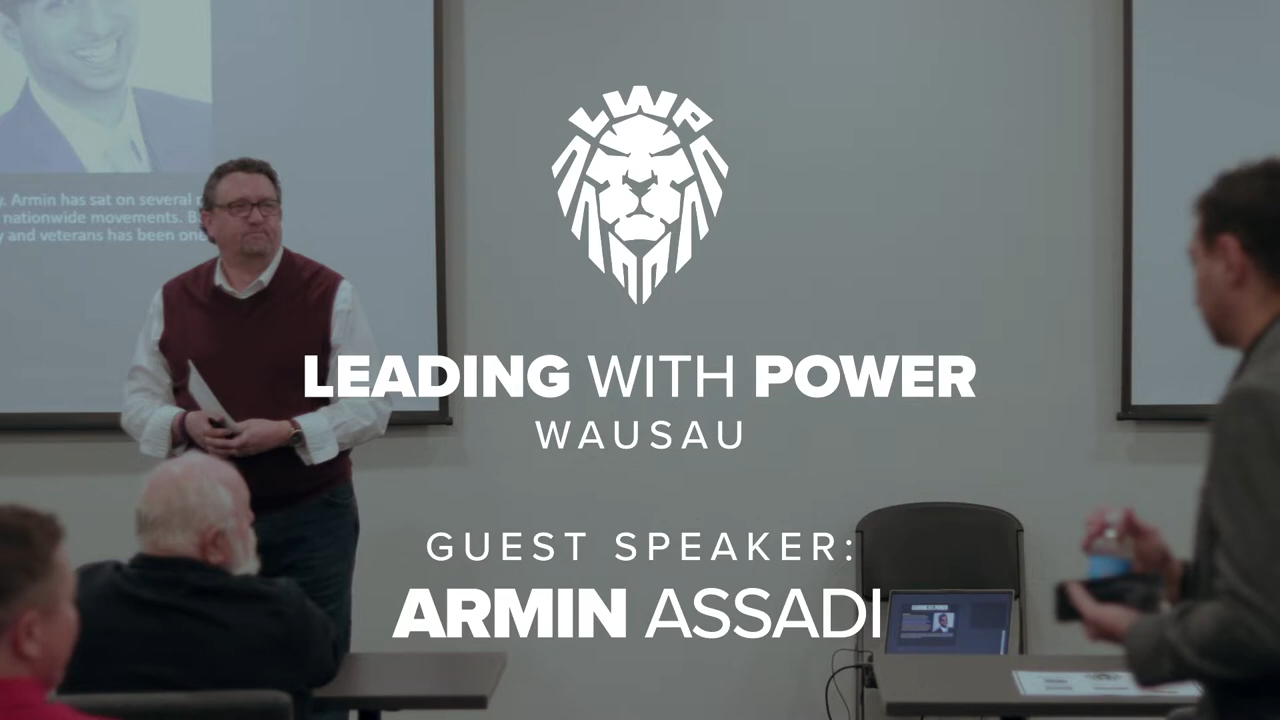 LWP
LEADING WITH POWER
WAUSAU
GUEST SPEAKER:
ARMIN ASSADI
. Armin has sat on several
nationwide movements.
and veterans has been one